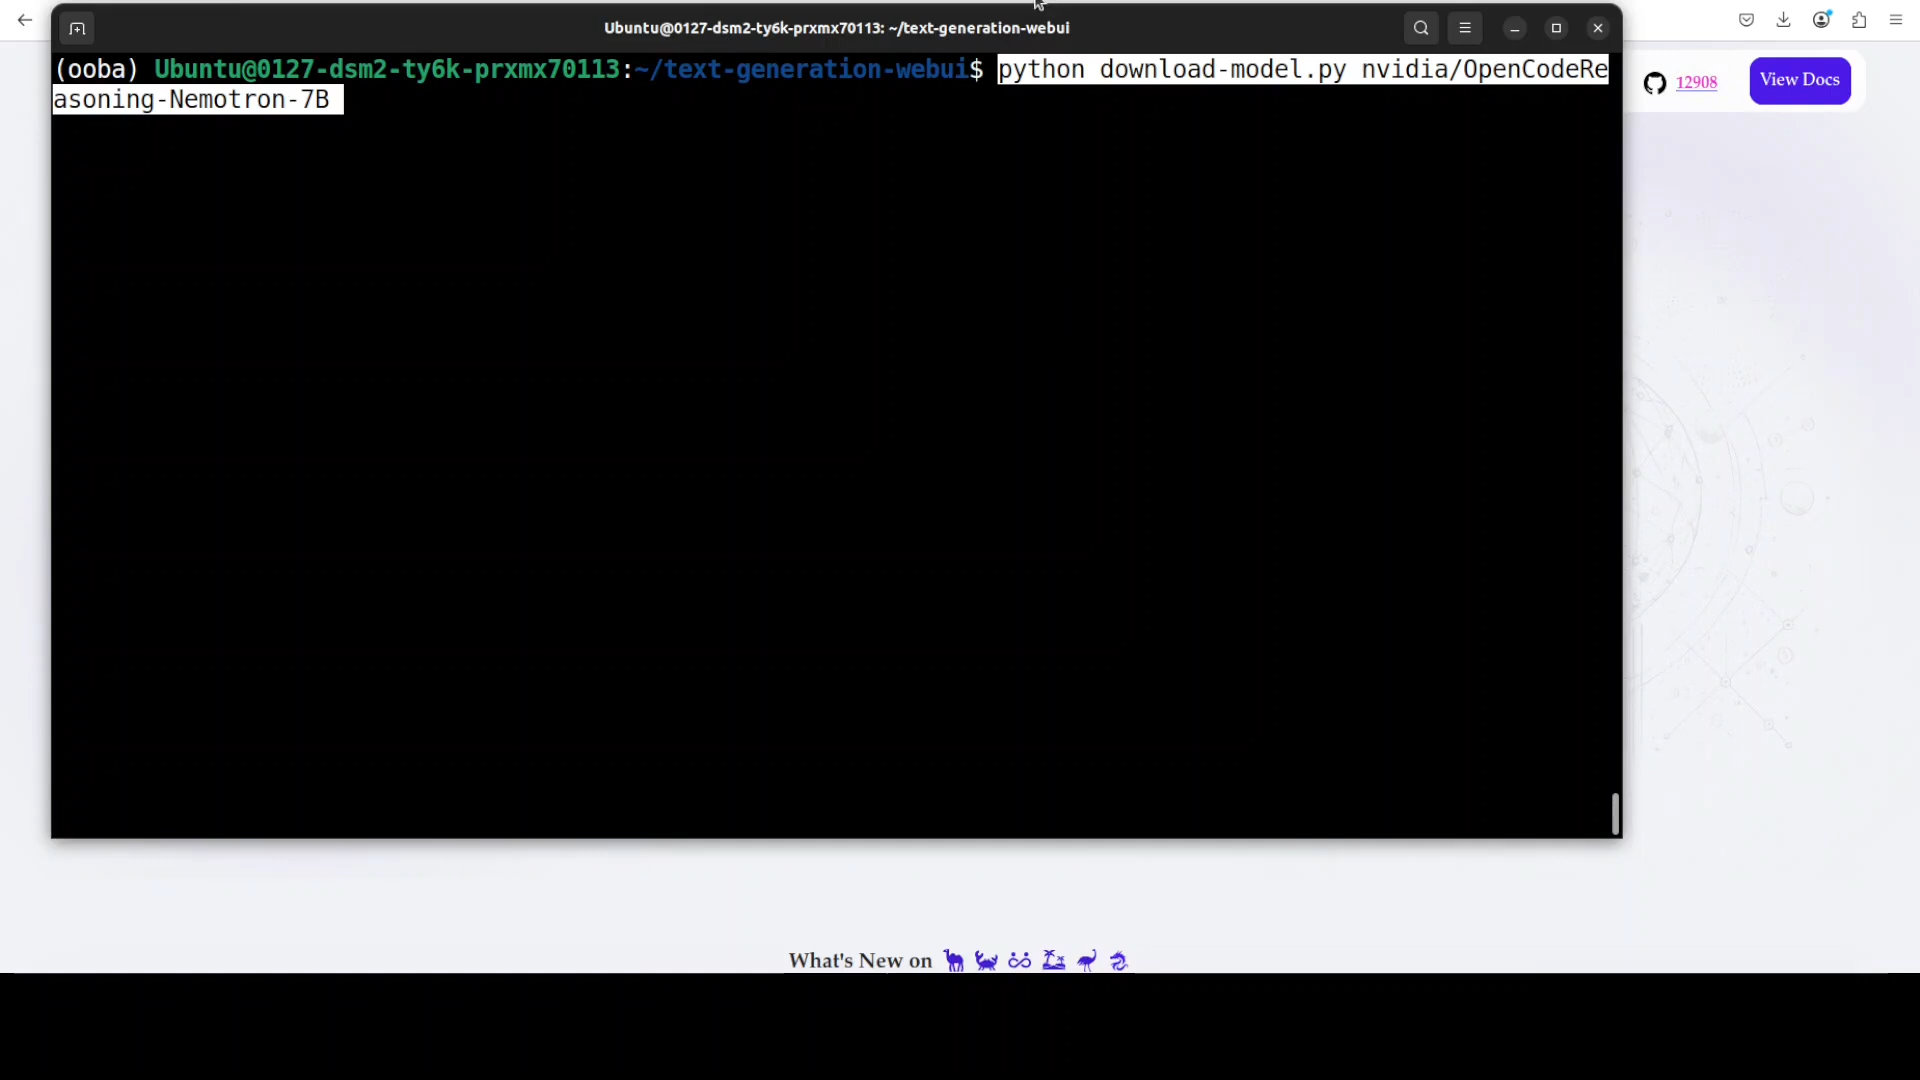 Ubuntu@0127-dsm2-ty6k-prxmx70113: ~/text-generation-webui
(ooba) Ubuntu@0127-dsm2-ty6k-prxmx70113:~/text-generation-webui$ python download-model.py nvidia/OpenCodeRe
asoning-Nemotron-7B
12908
View Docs
What's New on